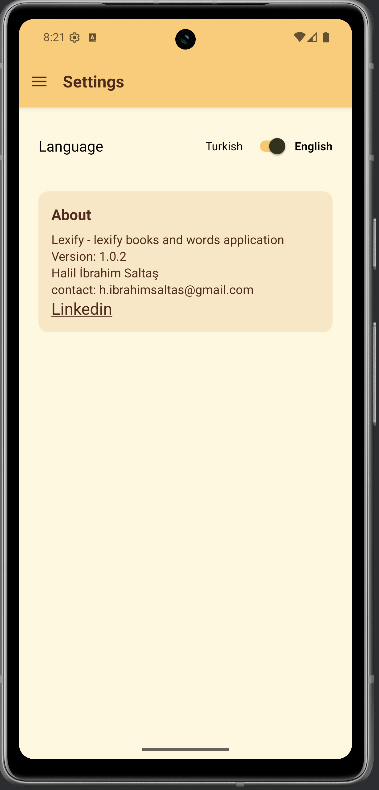 8:21
Settings
Language Turkish English
About
Lexify - lexify books and words application
Version: 1.0.2
Halil İbrahim Saltaş
contact: h.ibrahimsaltas@gmail.com
Linkedin